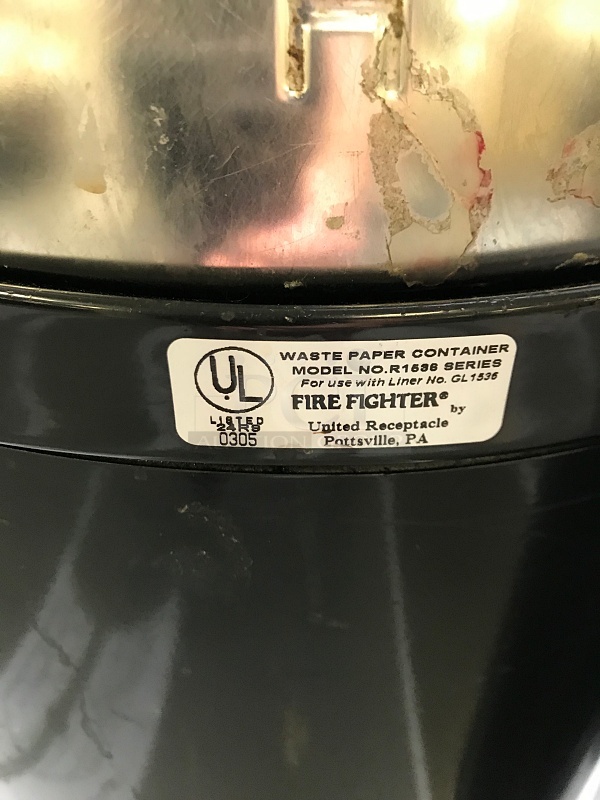 UL
LISTED
24R9
0305
WASTE PAPER CONTAINER
MODEL NO.R1536 SERIES
For use with Liner No. GL1536
FIRE FIGHTER®
by
United Receptacle
Pottsville, PA